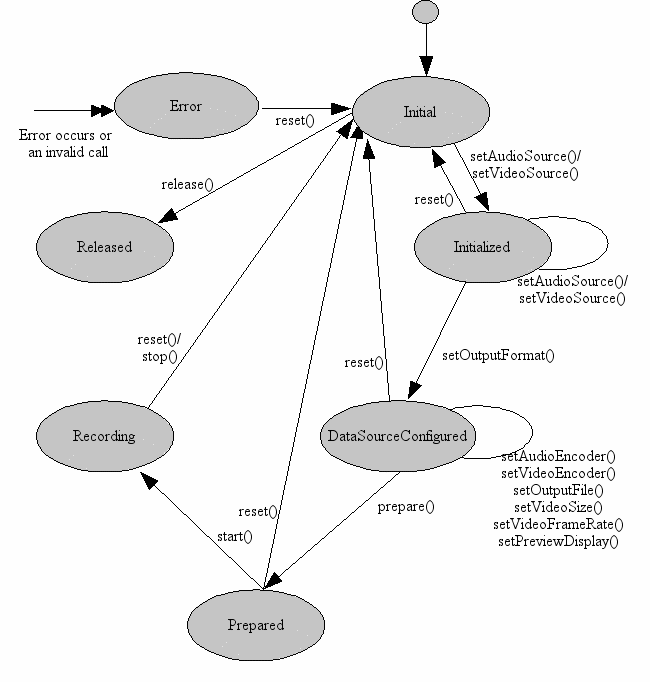 Error
Initial
reset()
Error occurs or
an invalid call
setAudioSource()/
setVideoSource()
release()
reset()
Released
Initialized
setAudioSource()/
setVideoSource()
reset()/
stop()
reset()
setOutputFormat()
Recording
DataSourceConfigured
setAudioEncoder()
setVideoEncoder()
setOutputFile()
setVideoSize()
setVideoFrameRate()
setPreviewDisplay()
reset()
prepare()
start()
Prepared